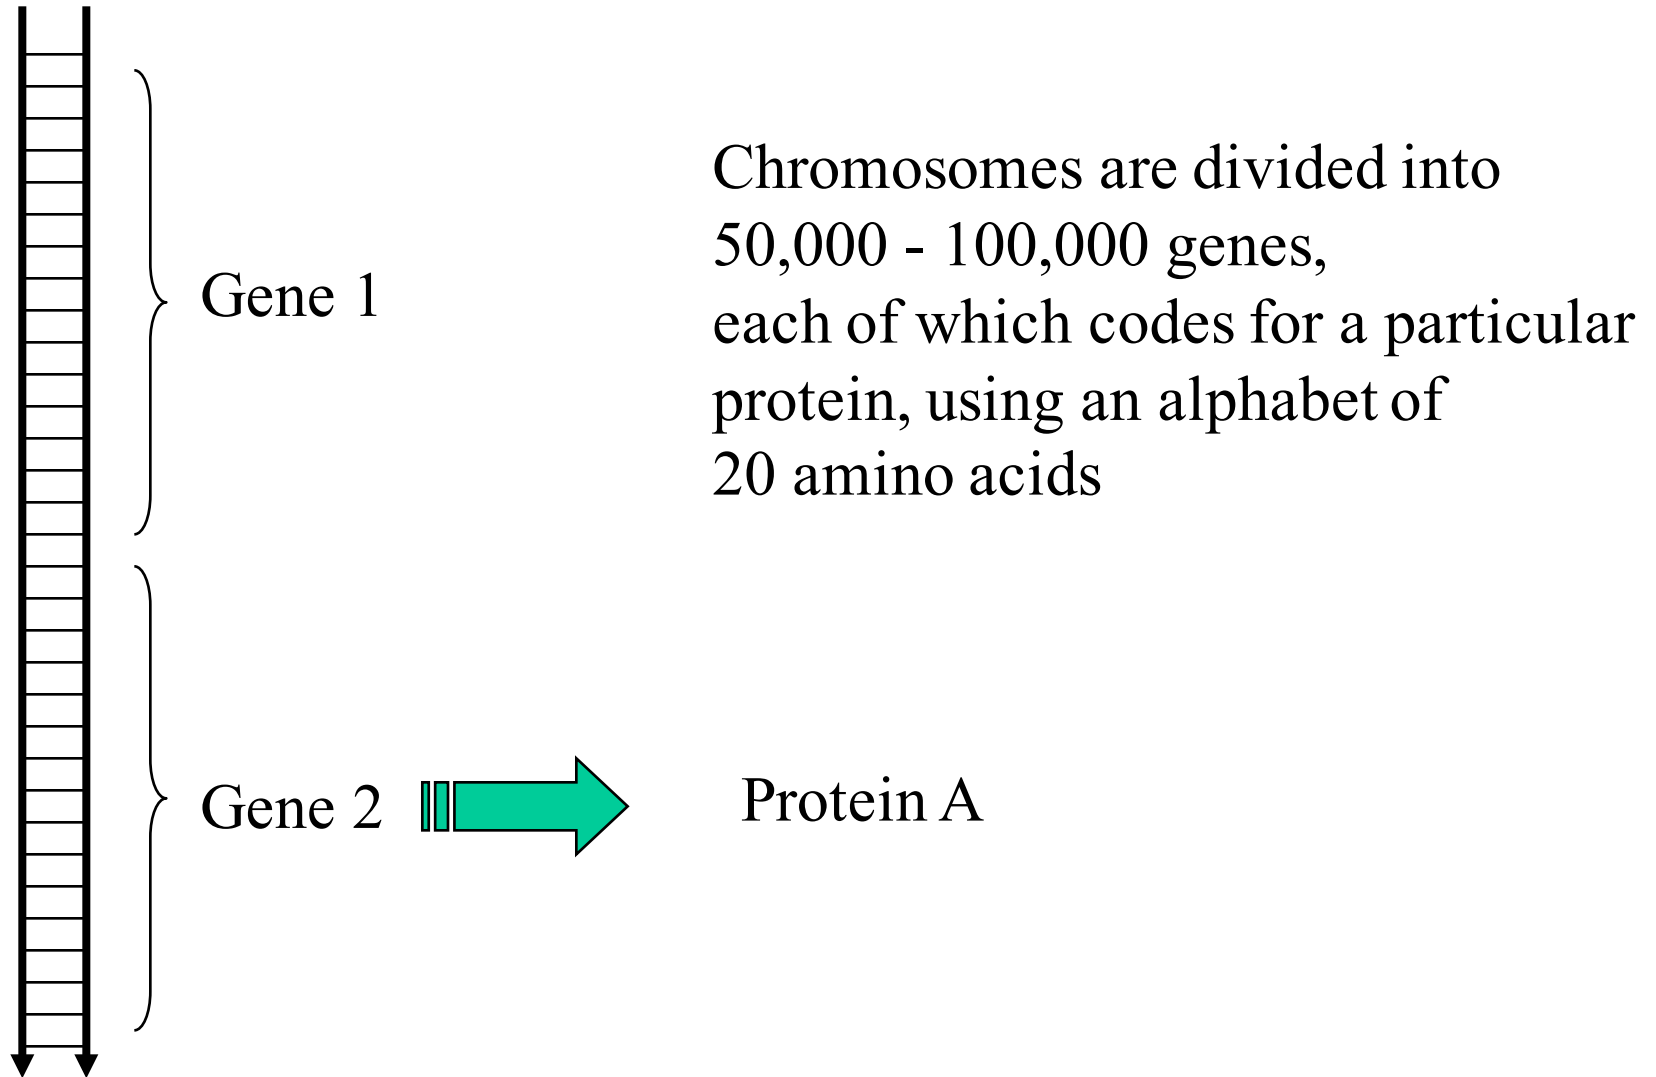 Chromosomes are divided into
50,000 - 100,000 genes,
each of which codes for a particular
protein, using an alphabet of
20 amino acids
Gene 1
Gene 2
Protein A